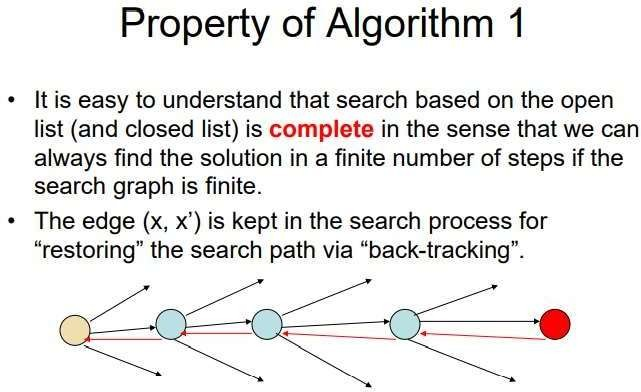 Property of Algorithm 1
• It is easy to understand that search based on the open
list (and closed list) is complete in the sense that we can
always find the solution in a finite number of steps if the
search graph is finite.
• The edge (x, x’) is kept in the search process for
“restoring” the search path via “back-tracking”.